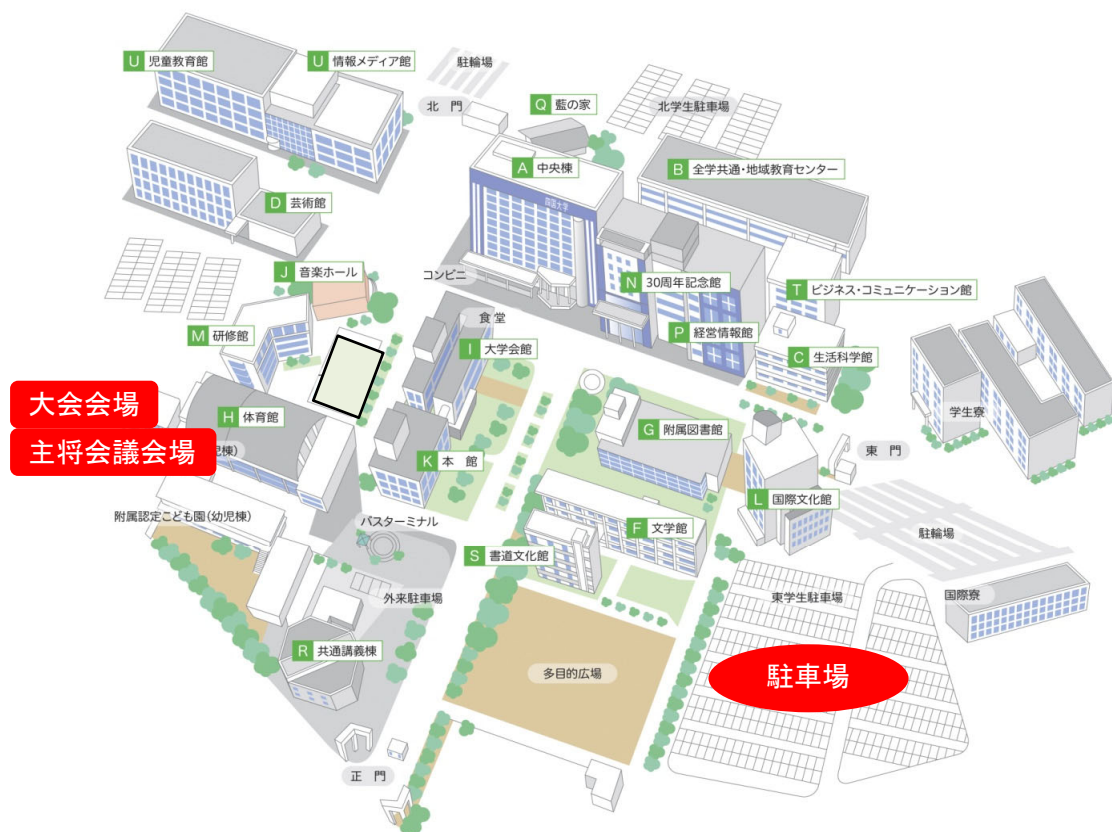 U 児童教育館
U 情報メディア館
駐輪場
北 門
Q 藍の家
北学生駐車場
A 中央棟
B 全学共通・地域教育センター
四国大学
D 芸術館
J 音楽ホール
コンビニ
N 30周年記念館
T ビジネス・コミュニケーション館
M 研修館
食 堂
I 大学会館
P 経営情報館
C 生活科学館
大会会場
H 体育館
学生寮
主将会議会場
児棟)
G 附属図書館
東 門
K 本 館
L 国際文化館
附属認定こども園(幼児棟)
バスターミナル
F 文学館
駐輪場
S 書道文化館
外来駐車場
東学生駐車場
国際寮
R 共通講義棟
多目的広場
駐車場
正 門